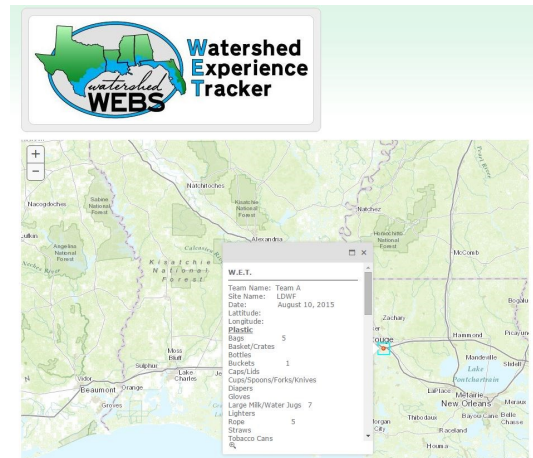 Watershed
Experience
Tracker
watershed
WEBS
+
−
Natchitoches
Nacogdoches
Sabine
National
Forest
Kisatchie
National
Forest
Natchez
Homochitto
National
Forest
Angelina
National
Forest
Alexandria
McComb
Kisatchie
National
Forest
W.E.T.
Team Name: Team A
Site Name: LDWF
Date: August 10, 2015
Lattitude:
Longitude:
Plastic
Bags 5
Basket/Crates
Bottles
Buckets 1
Caps/Lids
Cups/Spoons/Forks/Knives
Diapers
Gloves
Large Milk/Water Jugs 7
Lighters
Rope 5
Straws
Tobacco Cans
Zachary
Hammond
Mandeville
Slidell
Lake
Pontchartrain
Moss
Bluff
Sulphur
Lake
Charles
Vidor
Beaumont
Orange
Groves
LaPlace
Metairie
New Orleans
Meraux
Thibodaux
Bayou Cane
Belle
Chasse
Raceland
Houma